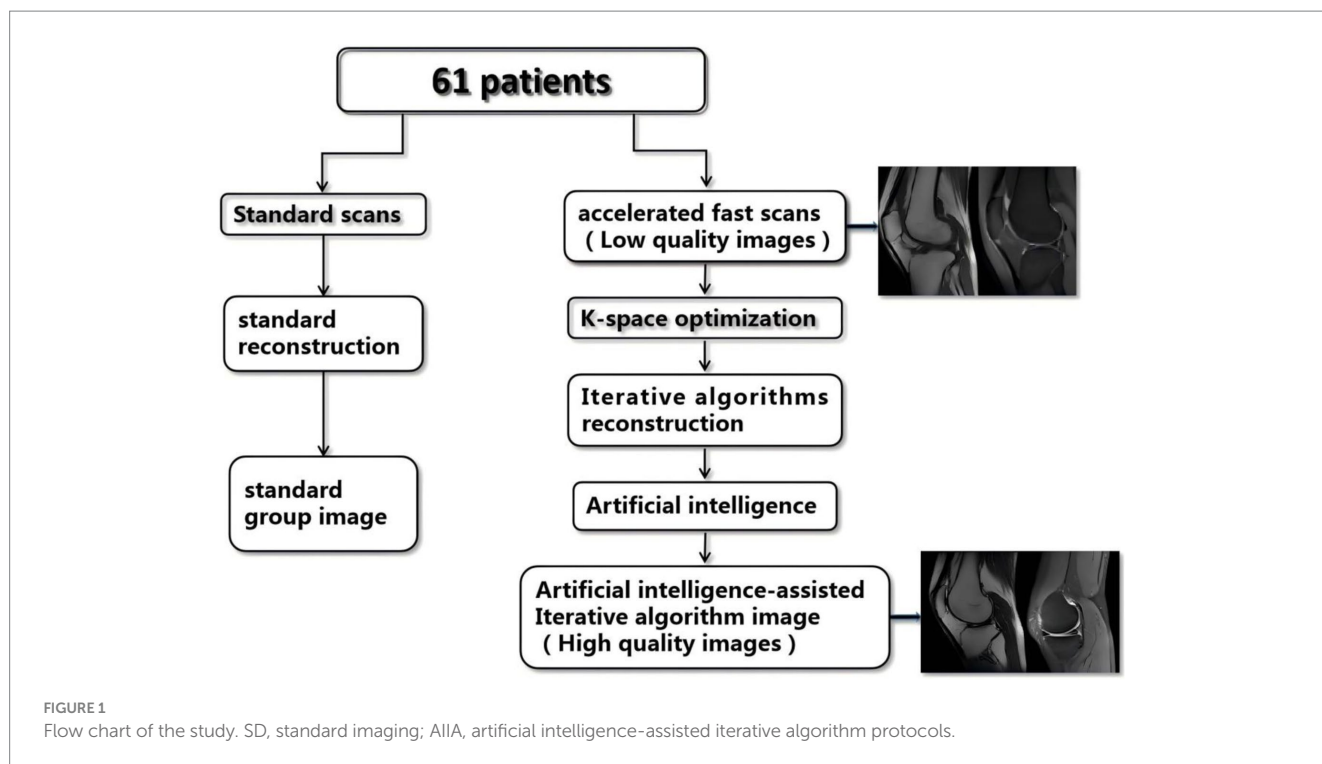 61 patients
Standard scans
standard
reconstruction
standard
group image
accelerated fast scans
( Low quality images )
K-space optimization
Iterative algorithms
reconstruction
Artificial intelligence
Artificial intelligence-assisted
Iterative algorithm image
( High quality images )
FIGURE 1
Flow chart of the study. SD, standard imaging; AIIA, artificial intelligence-assisted iterative algorithm protocols.